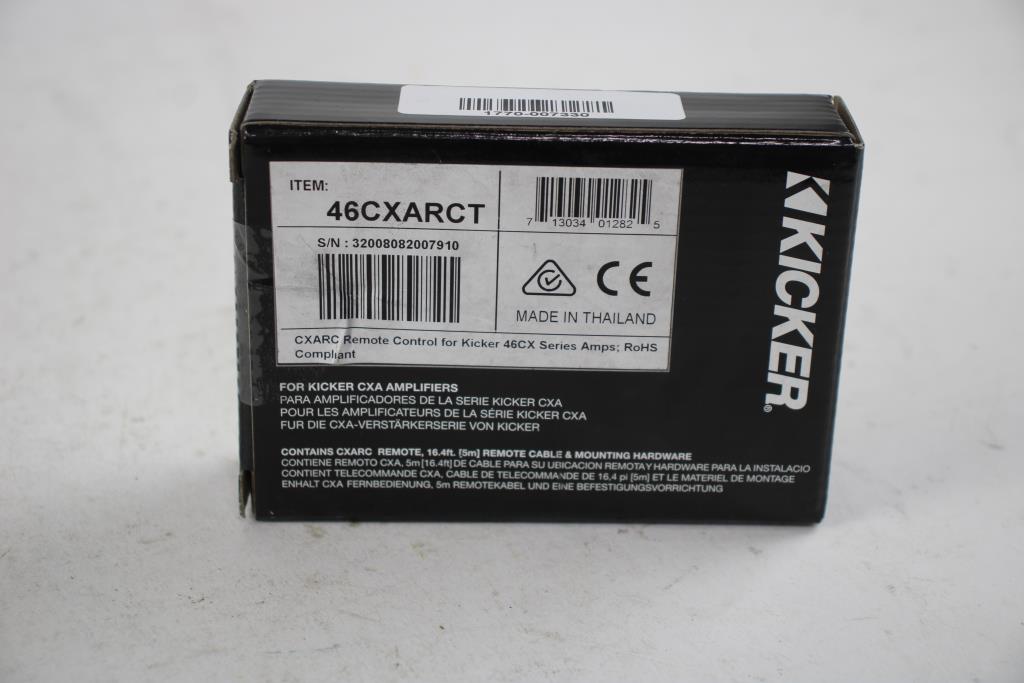 1770-007330
ITEM:
46CXARCT
7 13034 01282 5
S/N : 32008082007910
CE
MADE IN THAILAND
CXARC Remote Control for Kicker 46CX Series Amps; RoHS
Compliant
KICKER®
FOR KICKER CXA AMPLIFIERS
PARA AMPLIFICADORES DE LA SERIE KICKER CXA
POUR LES AMPLIFICATEURS DE LA SÉRIE KICKER CXA
FUR DIE CXA-VERSTÄRKERSERIE VON KICKER
CONTAINS CXARC REMOTE, 16.4ft. [5m] REMOTE CABLE & MOUNTING HARDWARE
CONTIENE REMOTO CXA, 5m [16.4ft] DE CABLE PARA SU UBICACION REMOTA Y HARDWARE PARA LA INSTALACIO
CONTIENT TELECOMMANDE CXA, CABLE DE TELECOMMANDE DE 16,4 pi [5m] ET LE MATERIEL DE MONTAGE
ENHALT CXA FERNBEDIENUNG, 5m REMOTEKABEL UND EINE BEFESTIGUNGSVORRICHTUNG